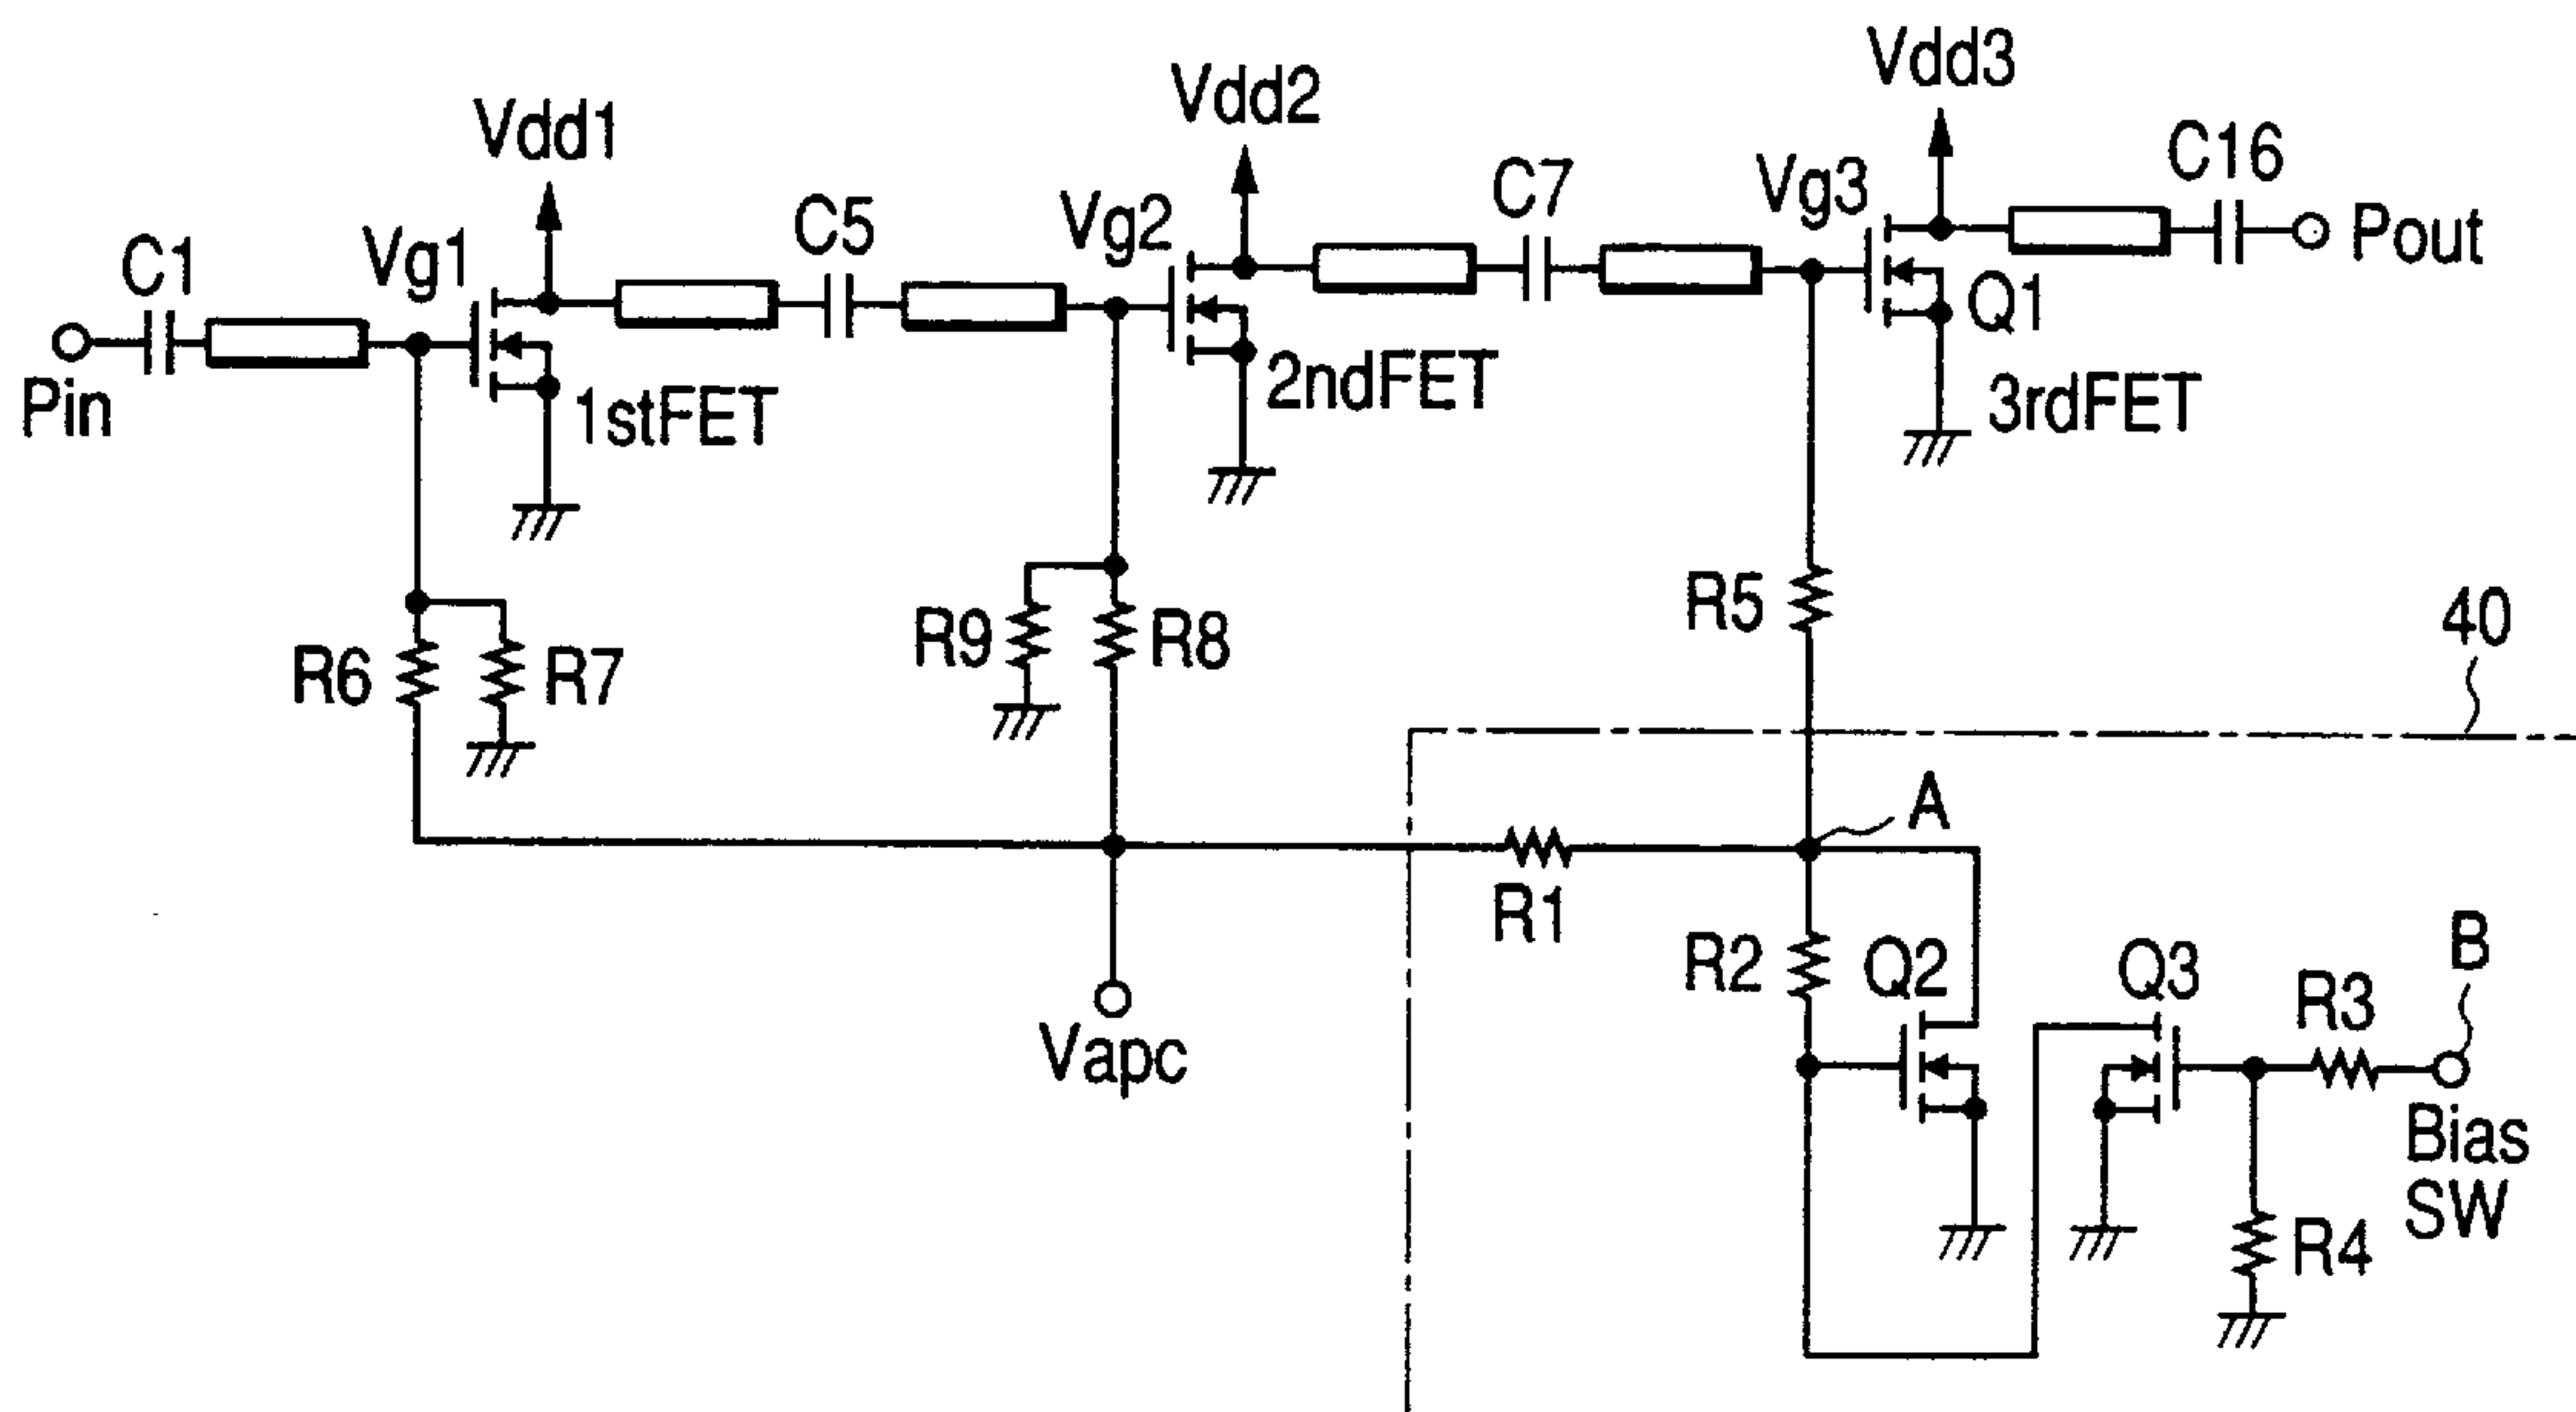 Vdd3
Vdd2
C16
Vdd1
C7
Vg3
C5
Vg2
Pout
C1
Vg1
Q1
Pin
1stFET
2ndFET
3rdFET
R5
40
R9
R8
R6
R7
A
R1
R2
Q2
Q3
R3
B
Vapc
Bias
SW
R4